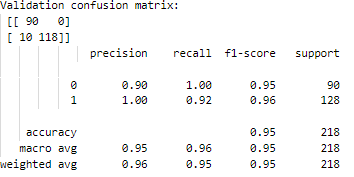 Validation confusion matrix:
[[ 90   0]
[ 10 118]]
precision    recall  f1-score   support
0       0.90      1.00      0.95        90
1       1.00      0.92      0.96       128
accuracy                           0.95       218
macro avg       0.95      0.96      0.95       218
weighted avg       0.96      0.95      0.95       218